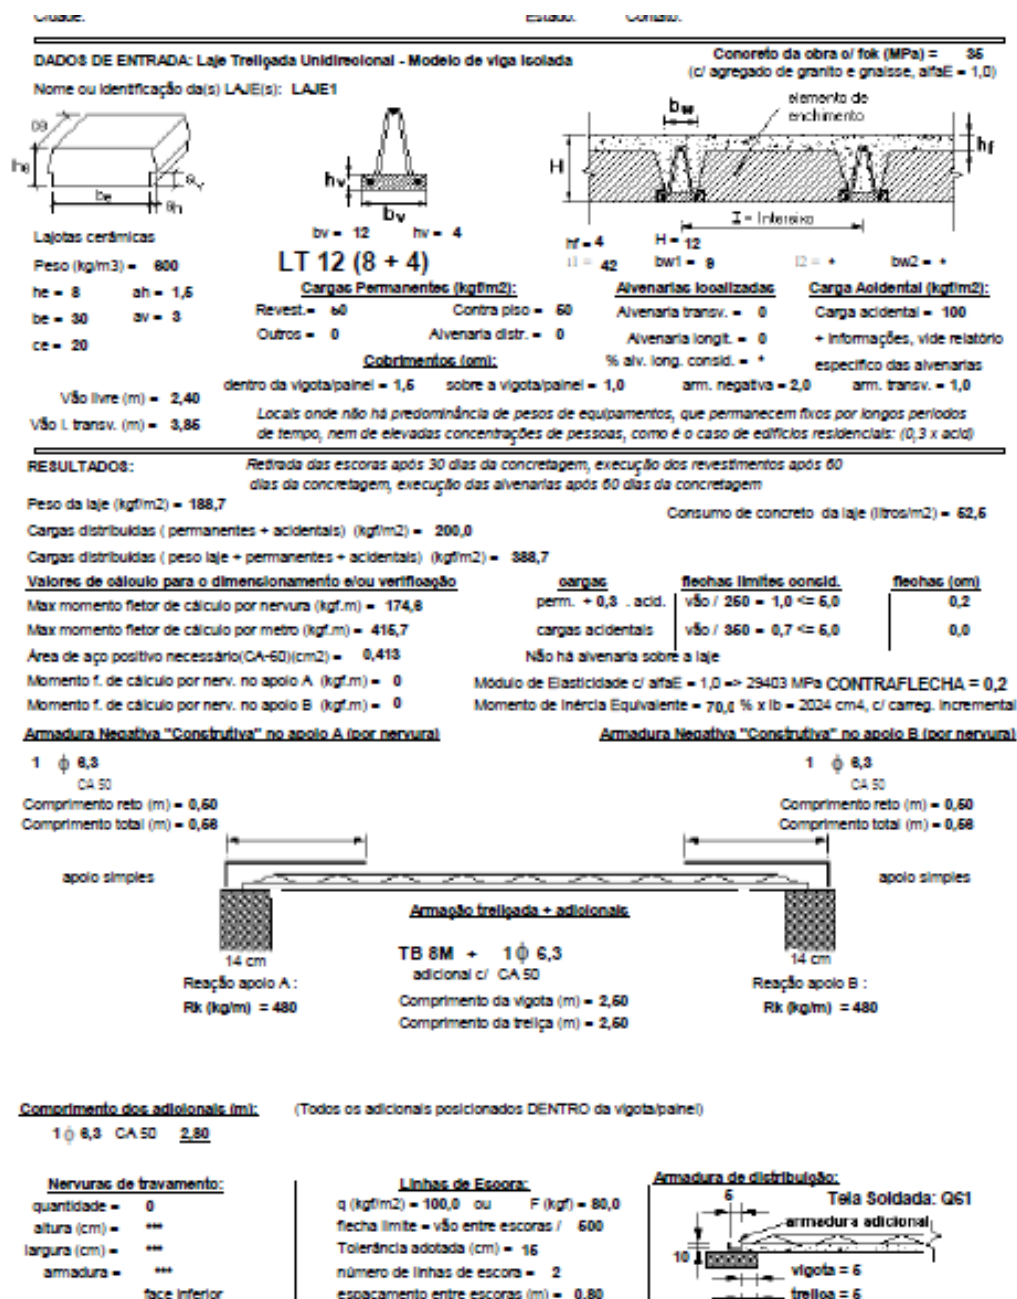 Cidade: Estado: Contato:
DADOS DE ENTRADA: Laje Treliçada Unidirecional - Modelo de viga isolada
Concreto da obra c/ fck (MPa) = 35
(c/ agregado de granito e gnaisse, alfaE = 1,0)
Nome ou identificação da(s) LAJE(s): LAJE1
elemento de
enchimento
ce
he
be
av
ah
hv
bv
bw
H
hf
I = Intereixo
Lajotas cerâmicas
bv = 12 hv = 4
hf = 4 H = 12
Peso (kg/m3) = 600
LT 12 (8 + 4)
i1 = 42 bw1 = 9 i2 = * bw2 = *
he = 8 ah = 1,5
be = 30 av = 3
ce = 20
Cargas Permanentes (kgf/m2):
Revest.= 50 Contra piso = 50
Outros = 0 Alvenaria distr. = 0
Alvenarias localizadas
Alvenaria transv. = 0
Alvenaria longit. = 0
% alv. long. consid. = *
Carga Acidental (kgf/m2):
Carga acidental = 100
+ informações, vide relatório
específico das alvenarias
Cobrimentos (cm):
dentro da vigota/painel = 1,5 sobre a vigota/painel = 1,0 arm. negativa = 2,0 arm. transv. = 1,0
Vão livre (m) = 2,40
Vão l. transv. (m) = 3,85
Locais onde não há predominância de pesos de equipamentos, que permanecem fixos por longos períodos
de tempo, nem de elevadas concentrações de pessoas, como é o caso de edifícios residenciais: (0,3 x acid)
RESULTADOS:
Retirada das escoras após 30 dias da concretagem, execução dos revestimentos após 60
dias da concretagem, execução das alvenarias após 60 dias da concretagem
Peso da laje (kgf/m2) = 188,7
Consumo de concreto da laje (litros/m2) = 52,5
Cargas distribuídas ( permanentes + acidentais) (kgf/m2) = 200,0
Cargas distribuídas ( peso laje + permanentes + acidentais) (kgf/m2) = 388,7
Valores de cálculo para o dimensionamento e/ou verificação
cargas flechas limites consid. flechas (cm)
Max momento fletor de cálculo por nervura (kgf.m) = 174,6
perm. + 0,3 . acid. vão / 250 = 1,0 <= 5,0 0,2
Max momento fletor de cálculo por metro (kgf.m) = 415,7
cargas acidentais vão / 350 = 0,7 <= 5,0 0,0
Área de aço positivo necessário(CA-60)(cm2) = 0,413
Não há alvenaria sobre a laje
Momento f. de cálculo por nerv. no apoio A (kgf.m) = 0
Módulo de Elasticidade c/ alfaE = 1,0 => 29403 MPa CONTRAFLECHA = 0,2
Momento f. de cálculo por nerv. no apoio B (kgf.m) = 0
Momento de Inércia Equivalente = 70,0 % x Ib = 2024 cm4, c/ carreg. incremental
Armadura Negativa "Construtiva" no apoio A (por nervura)
Armadura Negativa "Construtiva" no apoio B (por nervura)
1 ϕ 6,3
CA 50
Comprimento reto (m) = 0,50
Comprimento total (m) = 0,56
1 ϕ 6,3
CA 50
Comprimento reto (m) = 0,50
Comprimento total (m) = 0,56
apoio simples
apoio simples
Armação treliçada + adicionais
TB 8M + 1 ϕ 6,3
adicional c/ CA 50
14 cm
14 cm
Reação apoio A :
Rk (kg/m) = 480
Comprimento da vigota (m) = 2,50
Comprimento da treliça (m) = 2,50
Reação apoio B :
Rk (kg/m) = 480
Comprimento dos adicionais (m): (Todos os adicionais posicionados DENTRO da vigota/painel)
1 ϕ 6,3 CA 50 2,80
Nervuras de travamento:
quantidade = 0
altura (cm) = ***
largura (cm) = ***
armadura = ***
face inferior
Linhas de Escora:
q (kgf/m2) = 100,0 ou F (kgf) = 80,0
flecha limite = vão entre escoras / 500
Tolerância adotada (cm) = 15
número de linhas de escora = 2
espaçamento entre escoras (m) = 0,80
Armadura de distribuição:
5
Tela Soldada: Q61
armadura adicional
10
vigota = 5
treliça = 5